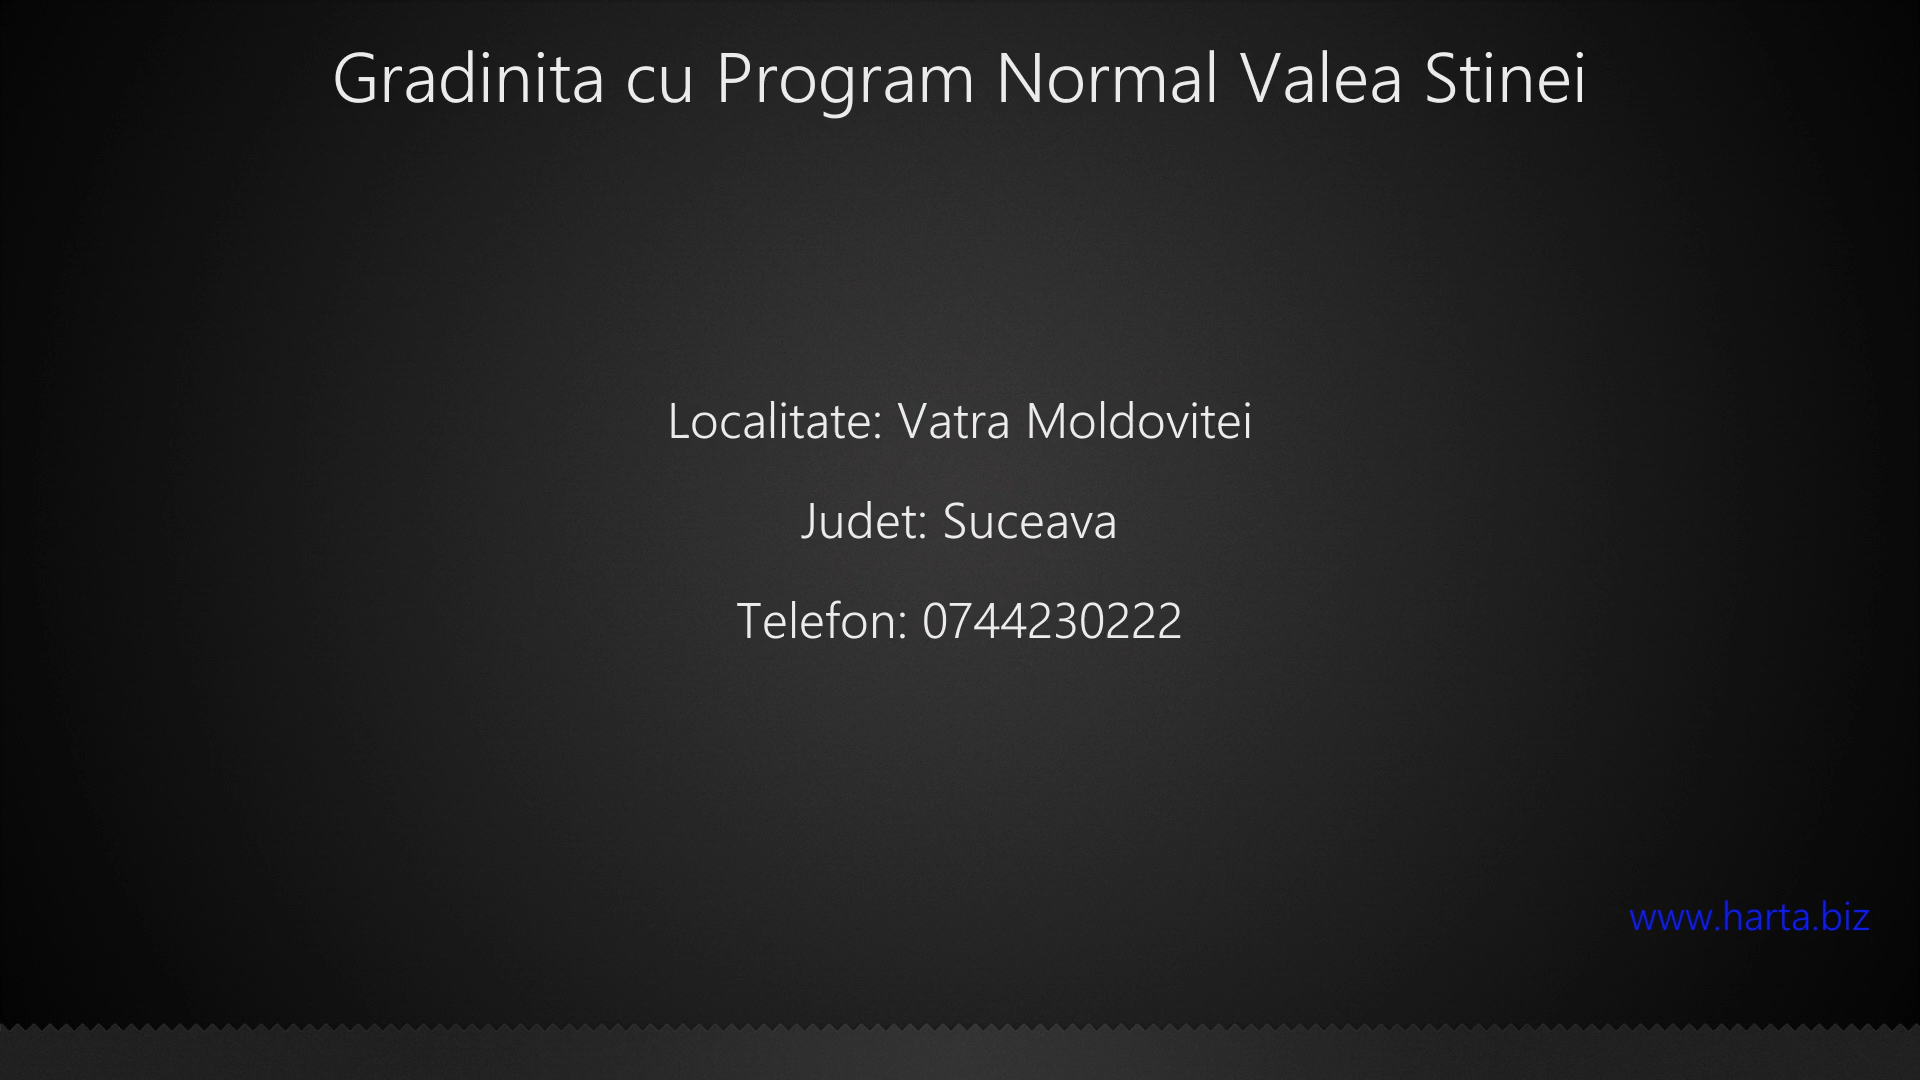 Gradinita cu Program Normal Valea Stinei
Localitate: Vatra Moldovitei
Judet: Suceava
Telefon: 0744230222
www.harta.biz